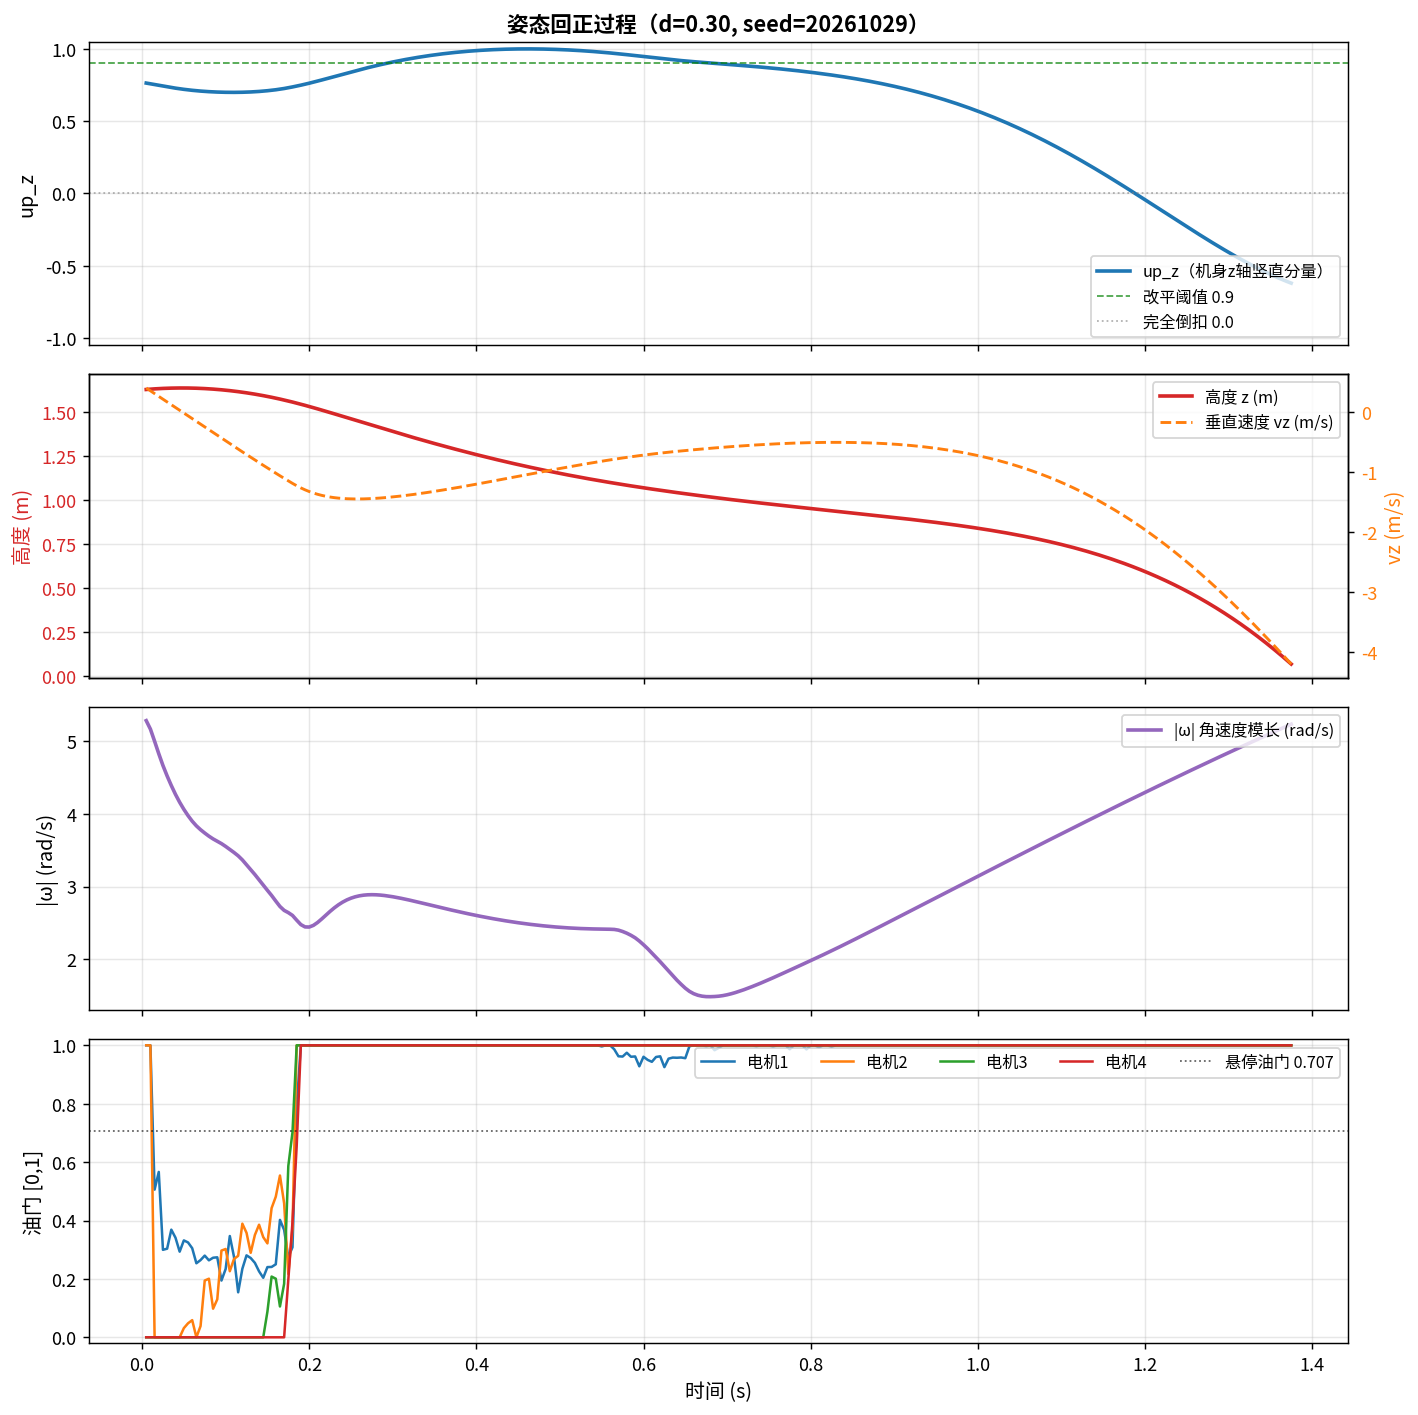 姿态回正过程（d=0.30, seed=20261029）
1.0
0.5
0.0
-0.5
-1.0
up_z
up_z（机身z轴竖直分量）
改平阈值 0.9
完全倒扣 0.0
1.50
1.25
1.00
0.75
0.50
0.25
0.00
高度 (m)
高度 z (m)
垂直速度 vz (m/s)
0
-1
-2
-3
-4
vz (m/s)
5
4
3
2
|ω| (rad/s)
|ω| 角速度模长 (rad/s)
1.0
0.8
0.6
0.4
0.2
0.0
油门 [0,1]
电机1 电机2 电机3 电机4 悬停油门 0.707
0.0 0.2 0.4 0.6 0.8 1.0 1.2 1.4
时间 (s)